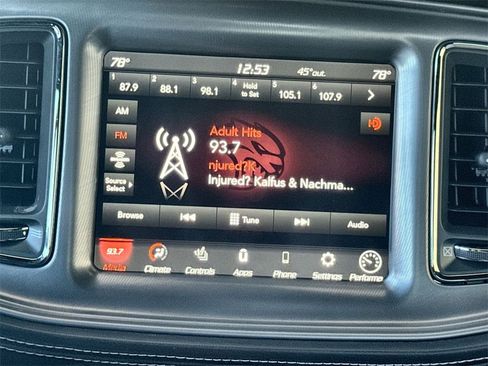 78° 12:53 45°out. 78°
1 2 3 4 5 6
87.9 88.1 98.1 Hold to Set 105.1 107.9
AM
FM
Source Select
Adult Hits
93.7
njured?K
Injured? Kalfus & Nachma...
Browse Tune Audio
93.7
Media Climate Controls Apps Phone Settings Performa